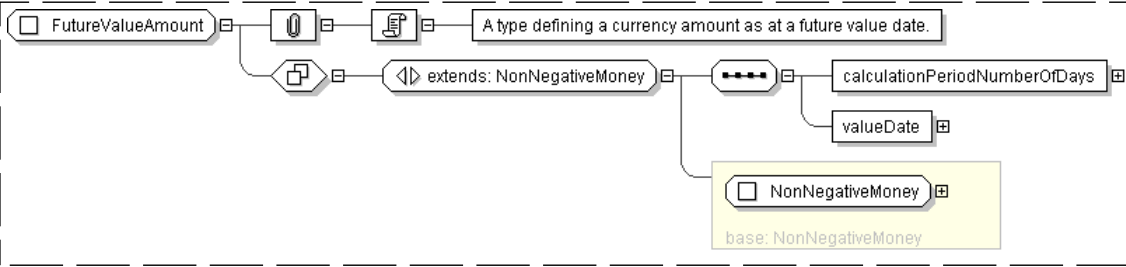 FutureValueAmount
A type defining a currency amount as at a future value date.
extends: NonNegativeMoney
calculationPeriodNumberOfDays
valueDate
NonNegativeMoney
base: NonNegativeMoney